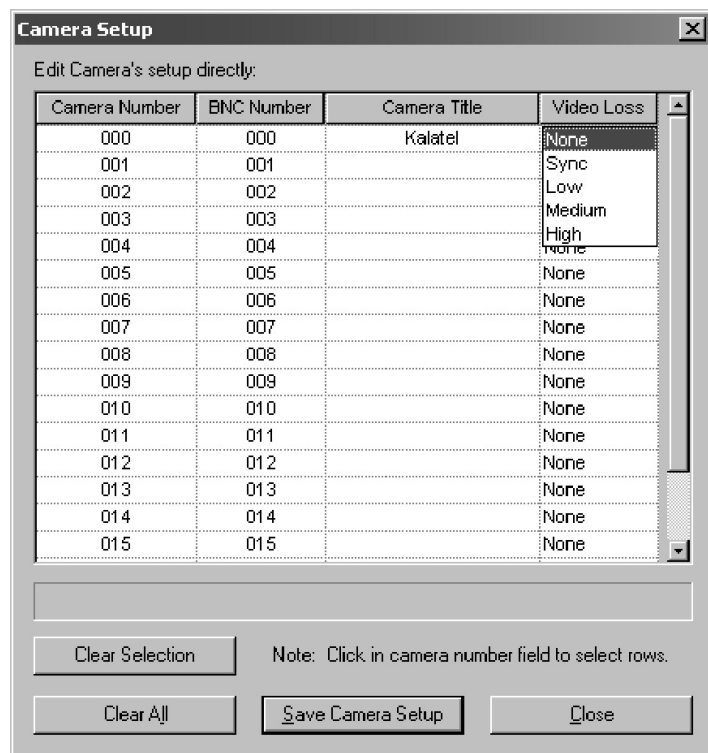 Camera Setup
Edit Camera's setup directly:
Camera Number BNC Number Camera Title Video Loss
000 000 Kalatel None
001 001 Sync
002 002 Low
003 003 Medium
004 004 High
None
005 005 None
006 006 None
007 007 None
008 008 None
009 009 None
010 010 None
011 011 None
012 012 None
013 013 None
014 014 None
015 015 None
Clear Selection Note: Click in camera number field to select rows.
Clear All Save Camera Setup Close